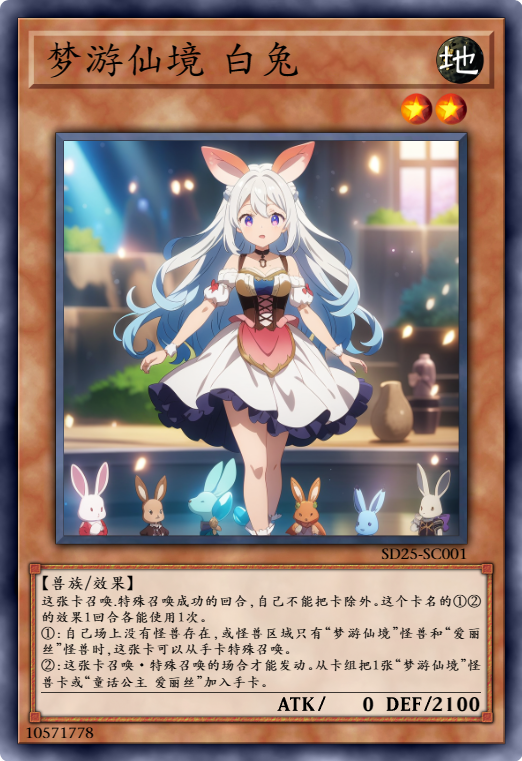 梦游仙境 白兔
地
SD25-SC001
【兽族/效果】
这张卡召唤.特殊召唤成功的回合,自己不能把卡除外。这个卡名的①②
的效果1回合各能使用1次。
①:自己场上没有怪兽存在,或怪兽区域只有“梦游仙境”怪兽和“爱丽
丝”怪兽时,这张卡可以从手卡特殊召唤。
②:这张卡召唤·特殊召唤的场合才能发动。从卡组把1张“梦游仙境”怪
兽卡或“童话公主 爱丽丝”加入手卡。
ATK/ 0 DEF/2100
10571778